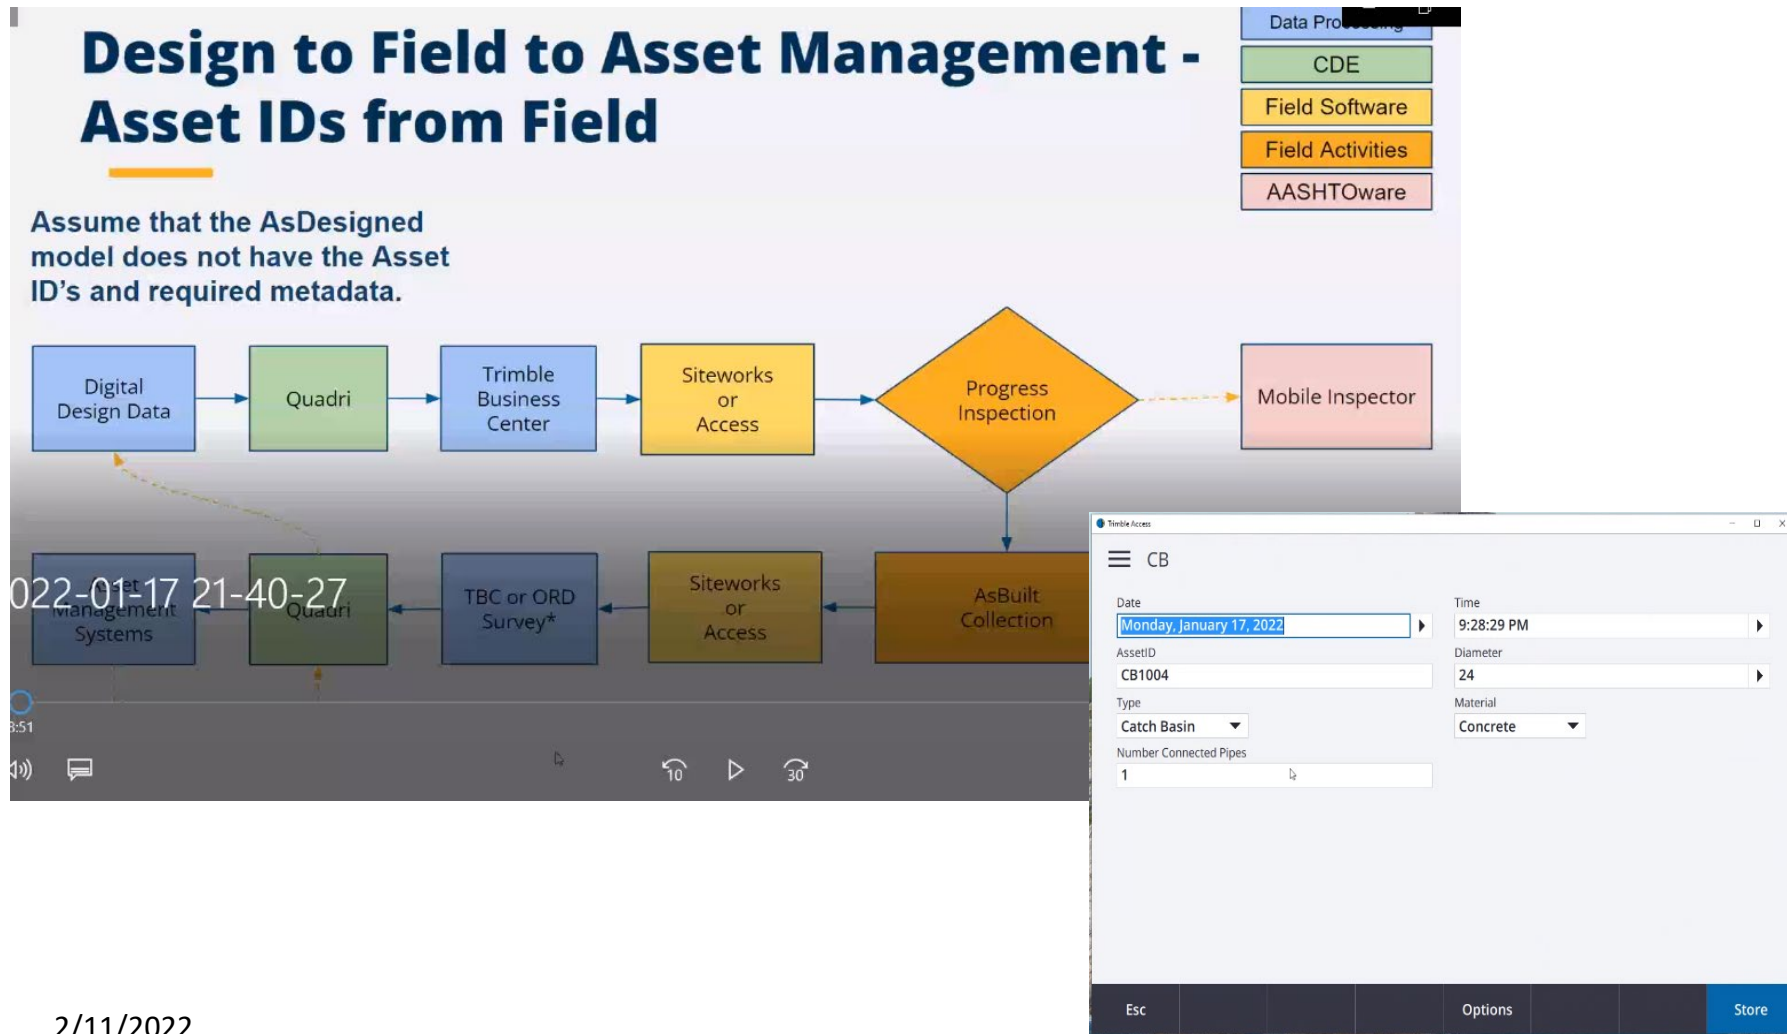 Design to Field to Asset Management -
Asset IDs from Field
Data Processing
CDE
Field Software
Field Activities
AASHTOware
Assume that the AsDesigned
model does not have the Asset
ID's and required metadata.
Digital
Design Data
Quadri
Trimble
Business
Center
Siteworks
or
Access
Progress
Inspection
Mobile Inspector
Asset
Management
Systems
022-01-17 21-40-27
Quadri
TBC or ORD
Survey*
Siteworks
or
Access
AsBuilt
Collection
8:51
10
30
Trimble Access
CB
Date
Time
Monday, January 17, 2022
9:28:29 PM
AssetID
Diameter
CB1004
24
Type
Material
Catch Basin
Concrete
Number Connected Pipes
1
Esc
Options
Store
2/11/2022